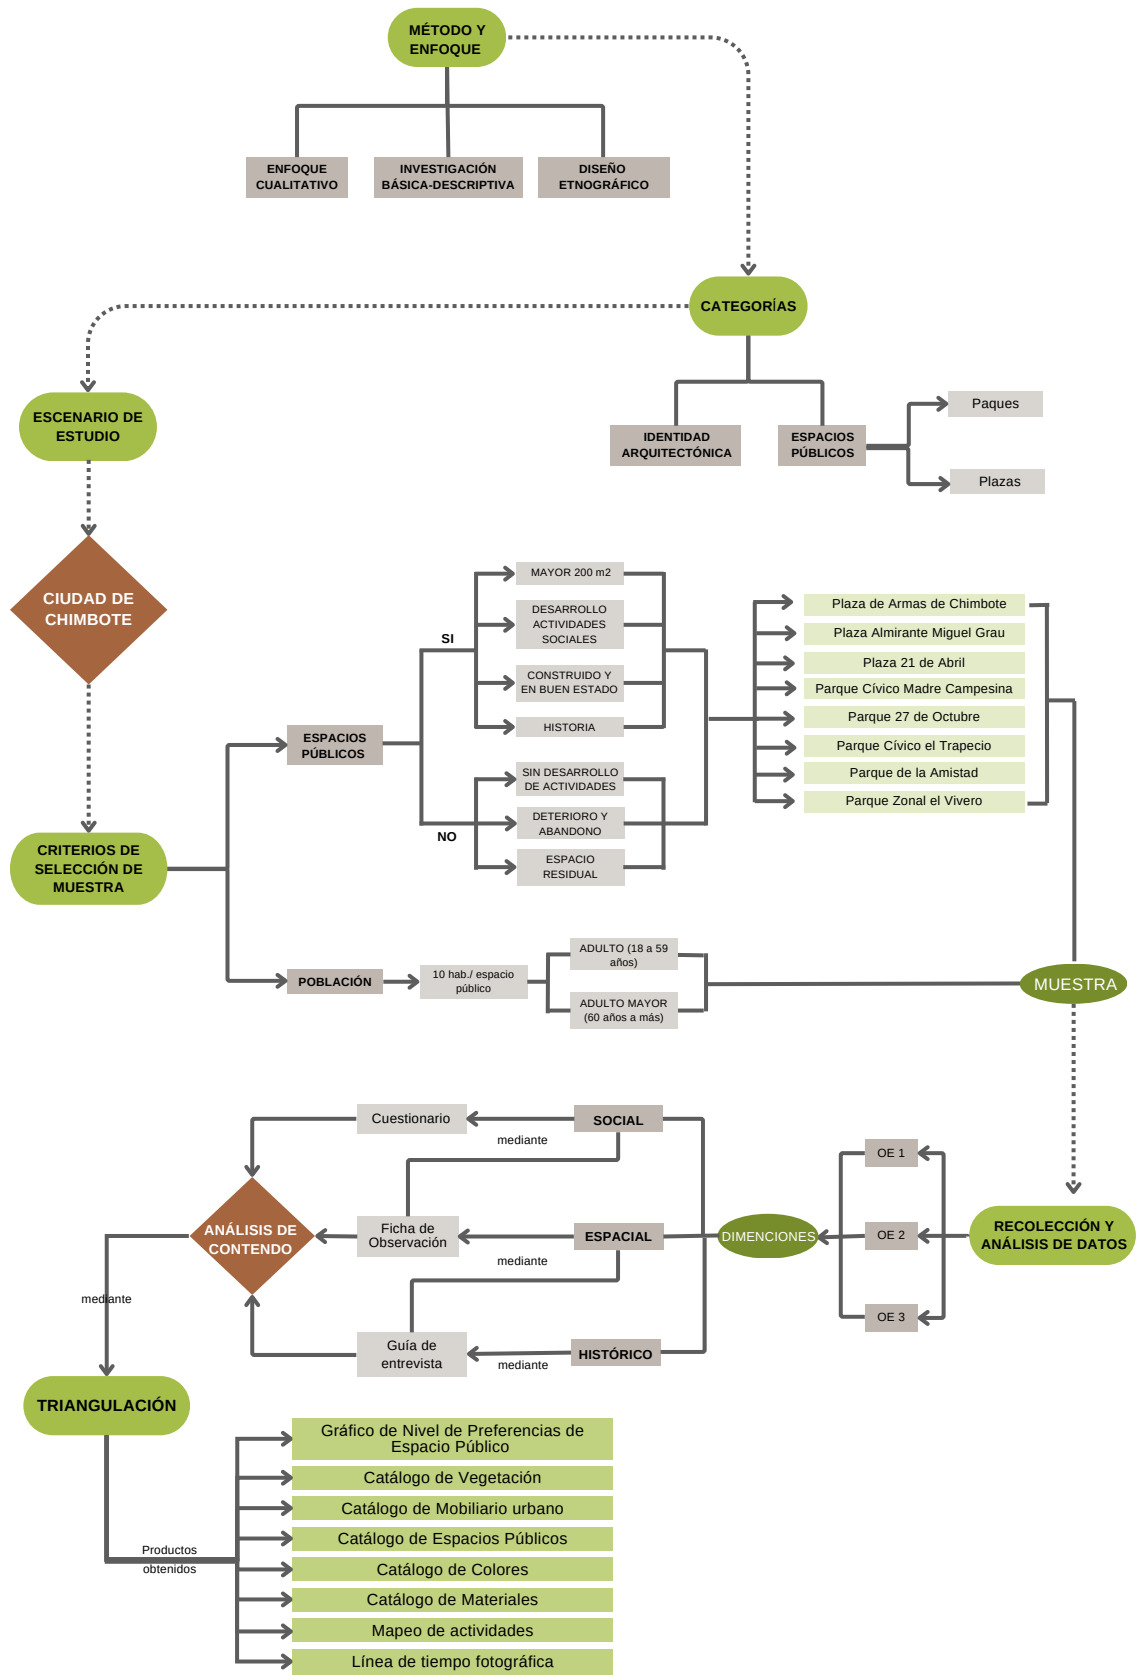 MÉTODO Y
ENFOQUE
ENFOQUE
CUALITATIVO
INVESTIGACIÓN
BÁSICA-DESCRIPTIVA
DISEÑO
ETNOGRÁFICO
CATEGORÍAS
IDENTIDAD
ARQUITECTÓNICA
ESPACIOS
PÚBLICOS
Paques
Plazas
ESCENARIO DE
ESTUDIO
CIUDAD DE
CHIMBOTE
CRITERIOS DE
SELECCIÓN DE
MUESTRA
ESPACIOS
PÚBLICOS
SI
MAYOR 200 m2
DESARROLLO
ACTIVIDADES
SOCIALES
CONSTRUIDO Y
EN BUEN ESTADO
HISTORIA
NO
SIN DESARROLLO
DE ACTIVIDADES
DETERIORO Y
ABANDONO
ESPACIO
RESIDUAL
Plaza de Armas de Chimbote
Plaza Almirante Miguel Grau
Plaza 21 de Abril
Parque Cívico Madre Campesina
Parque 27 de Octubre
Parque Cívico el Trapecio
Parque de la Amistad
Parque Zonal el Vivero
POBLACIÓN
10 hab./ espacio
público
ADULTO (18 a 59
años)
ADULTO MAYOR
(60 años a más)
MUESTRA
RECOLECCIÓN Y
ANÁLISIS DE DATOS
OE 1
OE 2
OE 3
DIMENCIONES
SOCIAL
mediante
Cuestionario
ESPACIAL
mediante
Ficha de
Observación
HISTÓRICO
mediante
Guía de
entrevista
ANÁLISIS DE
CONTENDO
mediante
TRIANGULACIÓN
Productos
obtenidos
Gráfico de Nivel de Preferencias de
Espacio Público
Catálogo de Vegetación
Catálogo de Mobiliario urbano
Catálogo de Espacios Públicos
Catálogo de Colores
Catálogo de Materiales
Mapeo de actividades
Línea de tiempo fotográfica